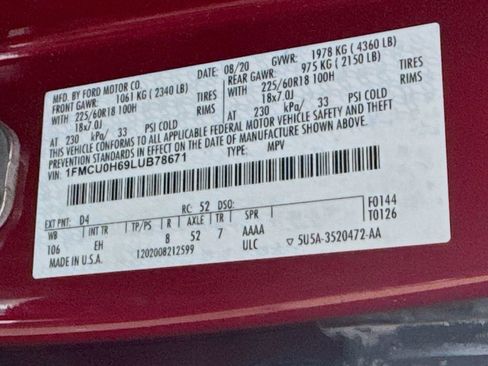 MFD. BY FORD MOTOR CO. DATE: 08/20 GVWR: 1978 KG ( 4360 LB)
FRONT GAWR: 1061 KG ( 2340 LB) REAR GAWR: 975 KG ( 2150 LB)
WITH 225/60R18 100H TIRES WITH 225/60R18 100H TIRES
18x7.0J RIMS 18x7.0J RIMS
AT 230 kPa/ 33 PSI COLD AT 230 kPa/ 33 PSI COLD
THIS VEHICLE CONFORMS TO ALL APPLICABLE FEDERAL MOTOR VEHICLE SAFETY AND THEFT
PREVENTION STANDARDS IN EFFECT ON THE DATE OF MANUFACTURE SHOWN ABOVE.
VIN: 1FMCU0H69LUB78671 TYPE: MPV
EXT PNT: D4 RC: 52 DSO: F0144
WB TP/PS R AXLE TR SPR T0126
106 EH 8 52 7 AAAA
MADE IN U.S.A. 1202008212599 ULC ▽ 5U5A-3520472-AA